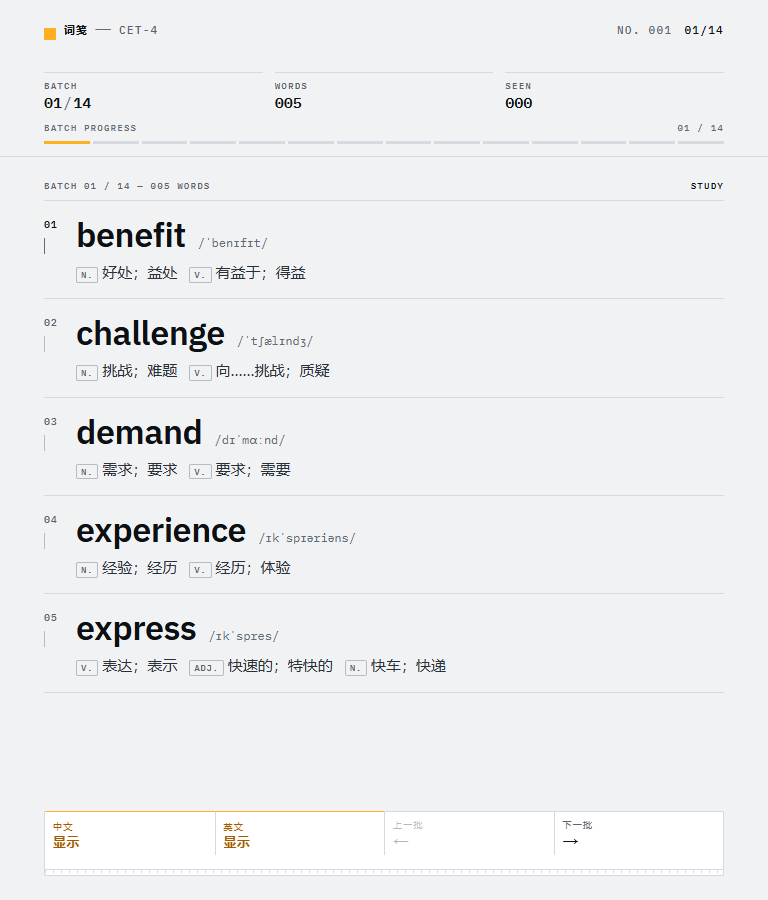 词笺 — CET-4 NO. 001 01/14
BATCH WORDS SEEN
01/14 005 000
BATCH PROGRESS 01 / 14
BATCH 01 / 14 — 005 WORDS STUDY
01 benefit /ˈbenɪfɪt/
N. 好处; 益处 V. 有益于; 得益
02 challenge /ˈtʃælɪndʒ/
N. 挑战; 难题 V. 向……挑战; 质疑
03 demand /dɪˈmɑːnd/
N. 需求; 要求 V. 要求; 需要
04 experience /ɪkˈspɪəriəns/
N. 经验; 经历 V. 经历; 体验
05 express /ɪkˈspres/
V. 表达; 表示 ADJ. 快速的; 特快的 N. 快车; 快递
中文 英文 上一批 下一批
显示 显示 ← →